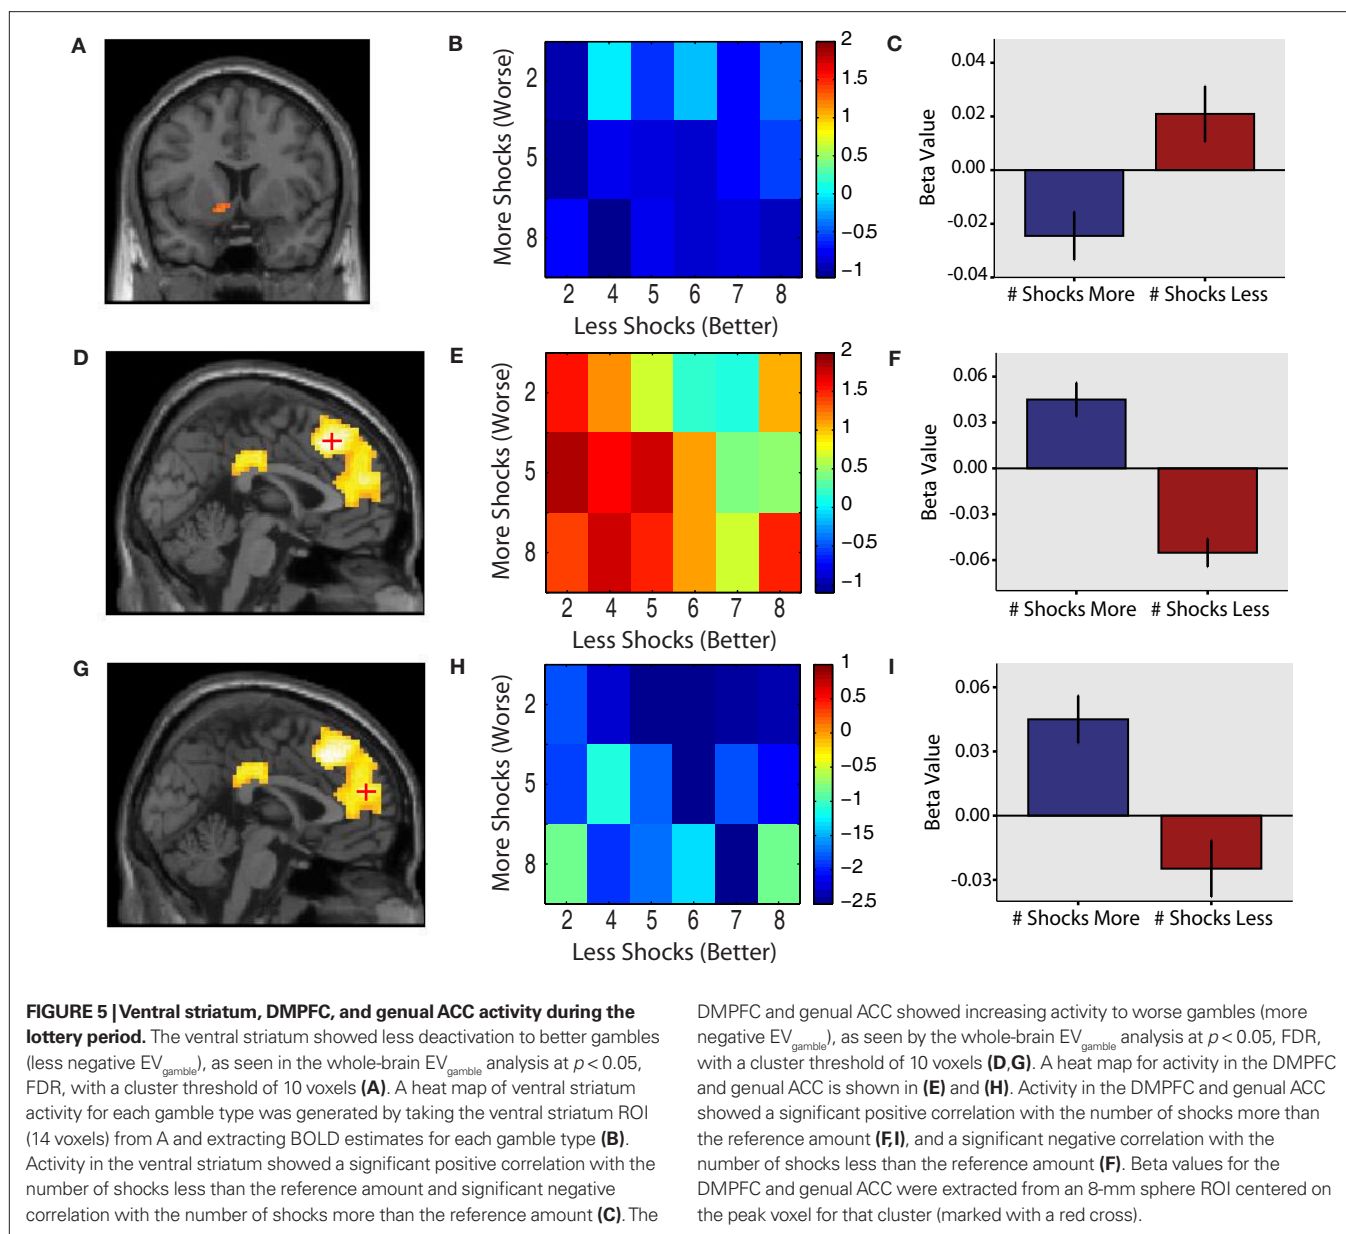 A
B
More Shocks (Worse)
2
5
8
2 4 5 6 7 8
Less Shocks (Better)
2
1.5
1
0.5
0
−0.5
−1
C
Beta Value
0.04
0.02
0.00
-0.02
-0.04
# Shocks More # Shocks Less
D
E
More Shocks (Worse)
2
5
8
2 4 5 6 7 8
Less Shocks (Better)
2
1.5
1
0.5
0
−0.5
−1
F
Beta Value
0.06
0.03
0.00
-0.03
-0.06
# Shocks More # Shocks Less
G
H
More Shocks (Worse)
2
5
8
2 4 5 6 7 8
Less Shocks (Better)
1
0.5
0
−0.5
−1
−15
−2
−2.5
I
Beta Value
0.06
0.03
0.00
-0.03
# Shocks More # Shocks Less
FIGURE 5 | Ventral striatum, DMPFC, and genual ACC activity during the
lottery period. The ventral striatum showed less deactivation to better gambles
(less negative EVgamble), as seen in the whole-brain EVgamble analysis at p < 0.05,
FDR, with a cluster threshold of 10 voxels (A). A heat map of ventral striatum
activity for each gamble type was generated by taking the ventral striatum ROI
(14 voxels) from A and extracting BOLD estimates for each gamble type (B).
Activity in the ventral striatum showed a significant positive correlation with the
number of shocks less than the reference amount and significant negative
correlation with the number of shocks more than the reference amount (C). The
DMPFC and genual ACC showed increasing activity to worse gambles (more
negative EVgamble), as seen by the whole-brain EVgamble analysis at p < 0.05, FDR,
with a cluster threshold of 10 voxels (D,G). A heat map for activity in the DMPFC
and genual ACC is shown in (E) and (H). Activity in the DMPFC and genual ACC
showed a significant positive correlation with the number of shocks more than
the reference amount (F,I), and a significant negative correlation with the
number of shocks less than the reference amount (F). Beta values for the
DMPFC and genual ACC were extracted from an 8-mm sphere ROI centered on
the peak voxel for that cluster (marked with a red cross).